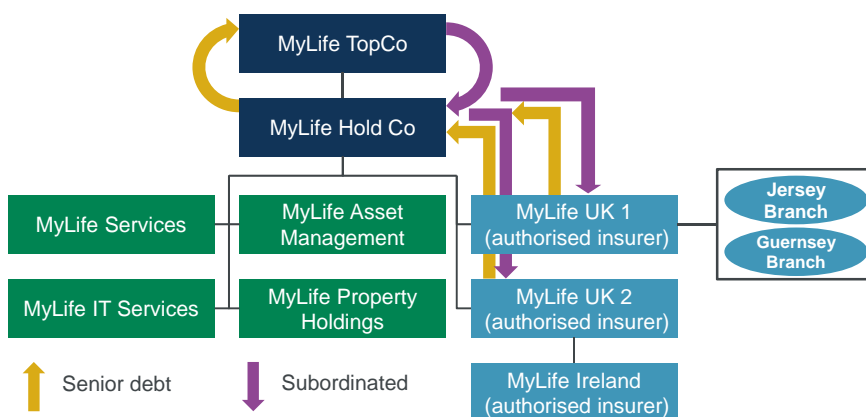 MyLife TopCo
MyLife Hold Co
MyLife Services
MyLife Asset
Management
MyLife UK 1
(authorised insurer)
Jersey
Branch
Guernsey
Branch
MyLife IT Services
MyLife Property
Holdings
MyLife UK 2
(authorised insurer)
Senior debt
Subordinated
MyLife Ireland
(authorised insurer)